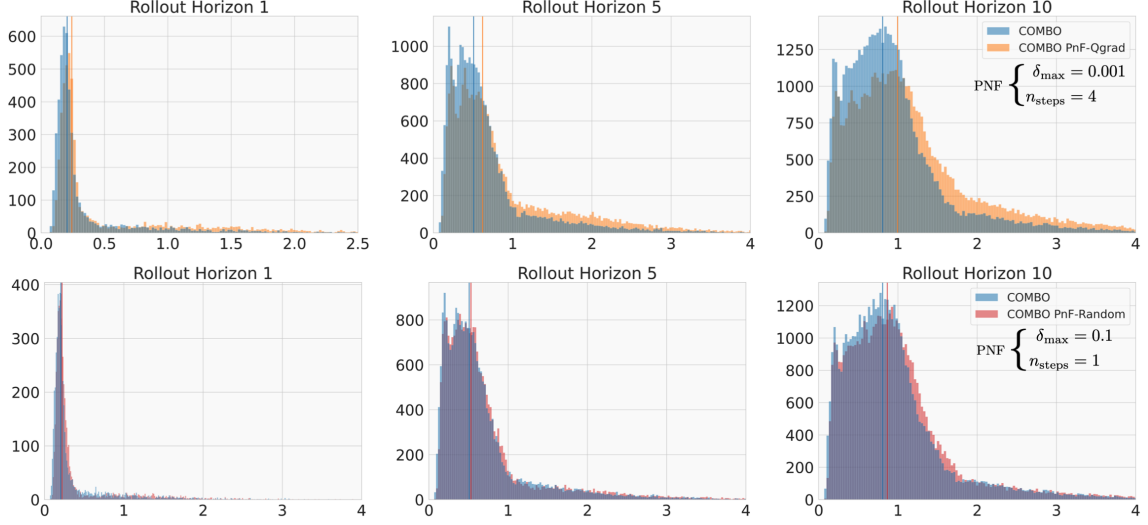 Rollout Horizon 1
600
500
400
300
200
100
0
0.0 0.5 1.0 1.5 2.0 2.5
Rollout Horizon 5
1000
800
600
400
200
0
0 1 2 3 4
Rollout Horizon 10
COMBO
COMBO PnF-Qgrad
PNF { δmax = 0.001
nsteps = 4
1250
1000
750
500
250
0
0 1 2 3 4
Rollout Horizon 1
400
300
200
100
0
0 1 2 3 4
Rollout Horizon 5
800
600
400
200
0
0 1 2 3 4
Rollout Horizon 10
COMBO
COMBO PnF-Random
PNF { δmax = 0.1
nsteps = 1
1200
1000
800
600
400
200
0
0 1 2 3 4